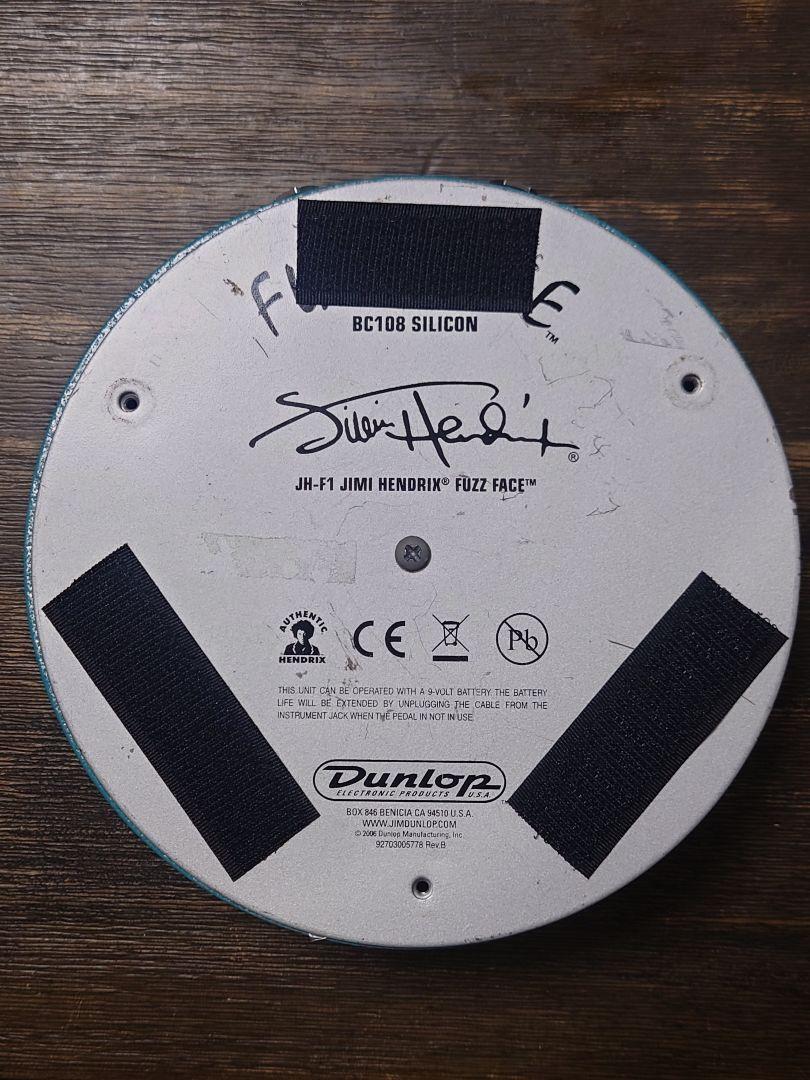 FU E™
BC108 SILICON
Jimi Hendrix ®
JH-F1 JIMI HENDRIX® FUZZ FACE™
AUTHENTIC
HENDRIX
CE
Pb
THIS UNIT CAN BE OPERATED WITH A 9-VOLT BATTERY. THE BATTERY
LIFE WILL BE EXTENDED BY UNPLUGGING THE CABLE FROM THE
INSTRUMENT JACK WHEN THE PEDAL IN NOT IN USE.
DUNLOP
ELECTRONIC PRODUCTS U.S.A.
BOX 846 BENICIA CA 94510 U.S.A.
WWW.JIMDUNLOP.COM
© 2006 Dunlop Manufacturing, Inc.
92703005778 Rev.B